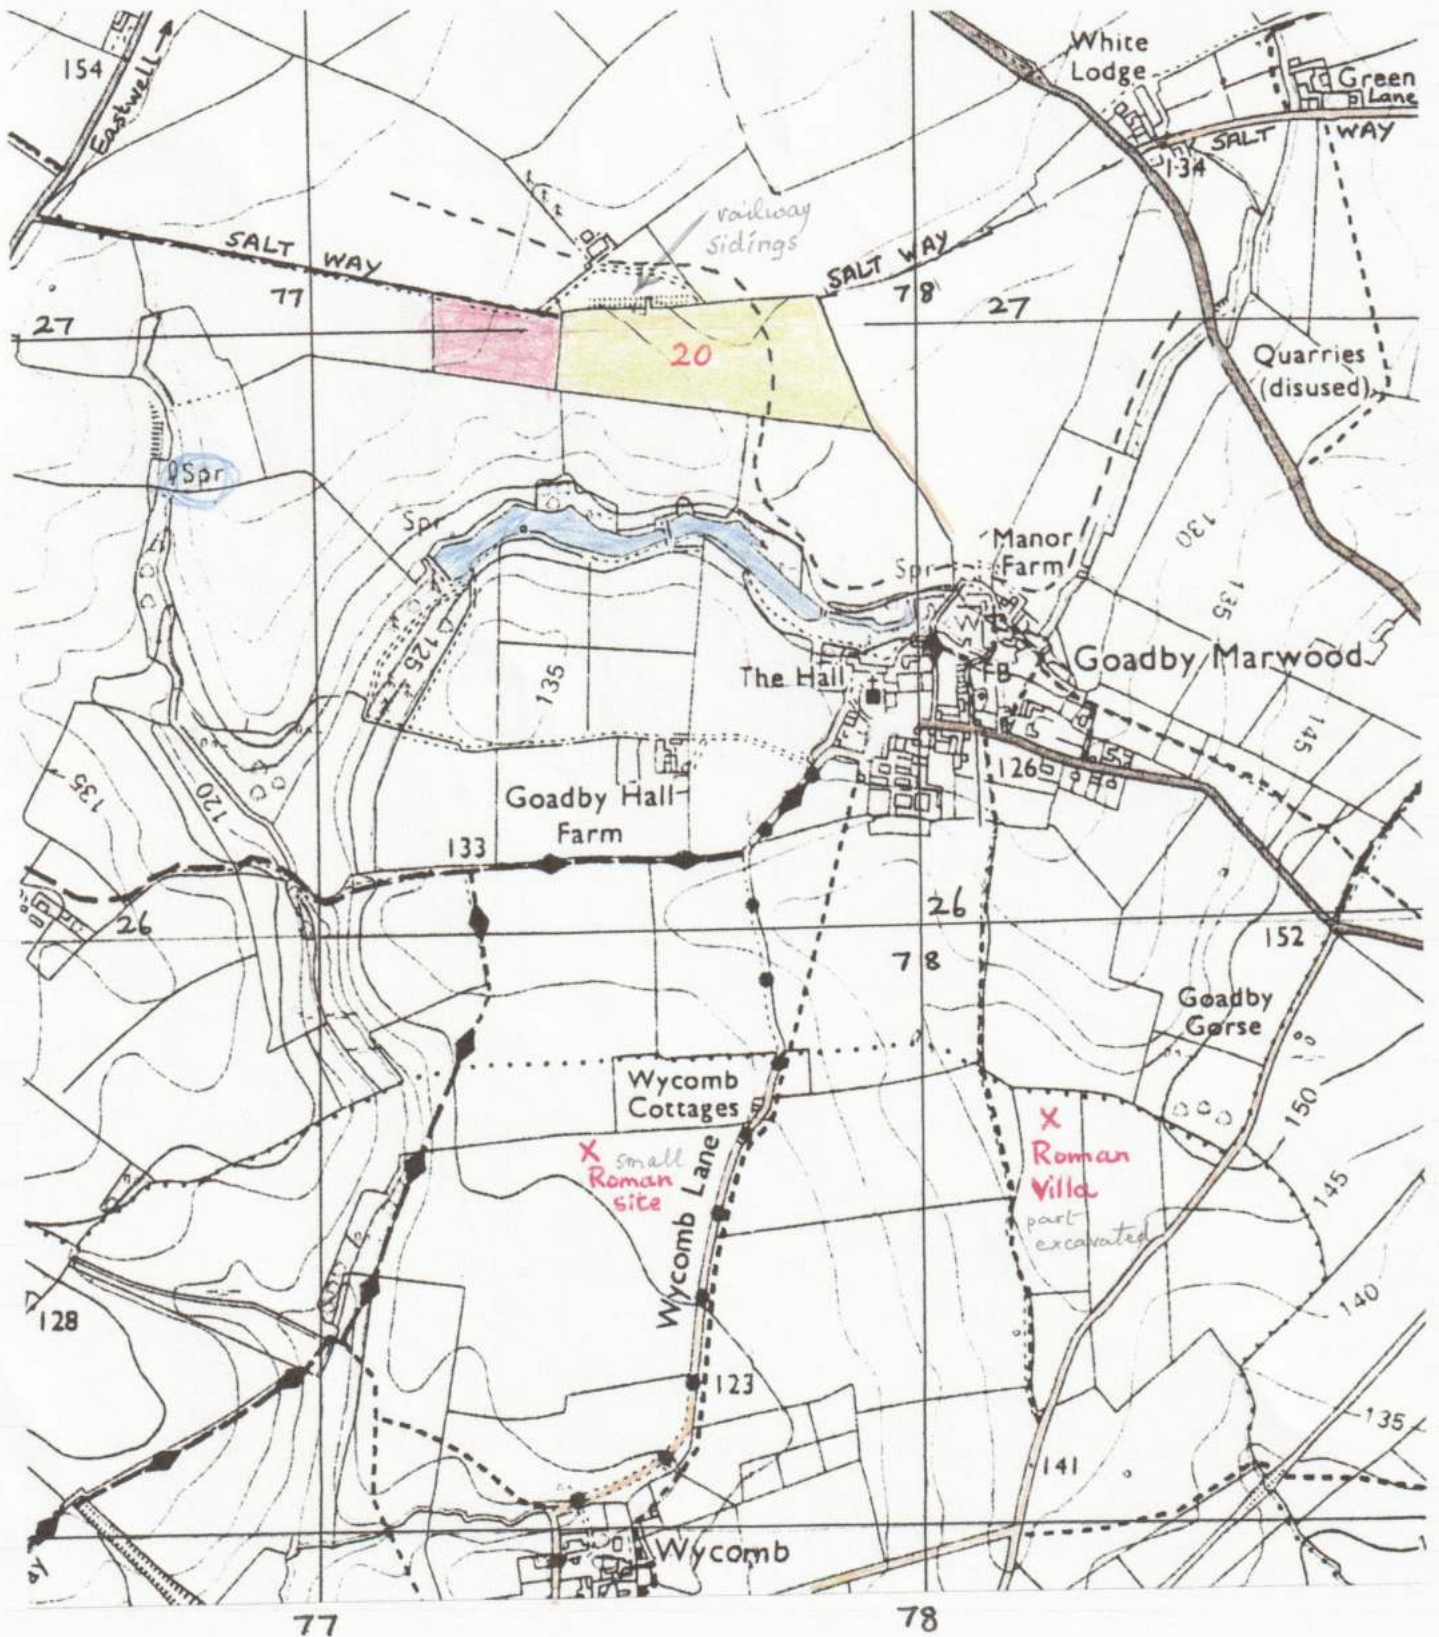 154
Eastwell
White
Lodge
Green
Lane
SALT WAY
134
railway
sidings
SALT WAY
SALT WAY
77
78
27
27
20
Quarries
(disused)
Spr
Spr
Spr
Manor
Farm
130
135
W
FB
The Hall
Goadby Marwood
125
135
145
126
Goadby Hall
Farm
135
120
133
26
26
152
78
Goadby
Gorse
Wycomb
Cottages
150
X
Roman
Villa
part
excavated
X small
Roman
site
Wycomb Lane
145
140
128
123
135
141
Wycomb
77
78